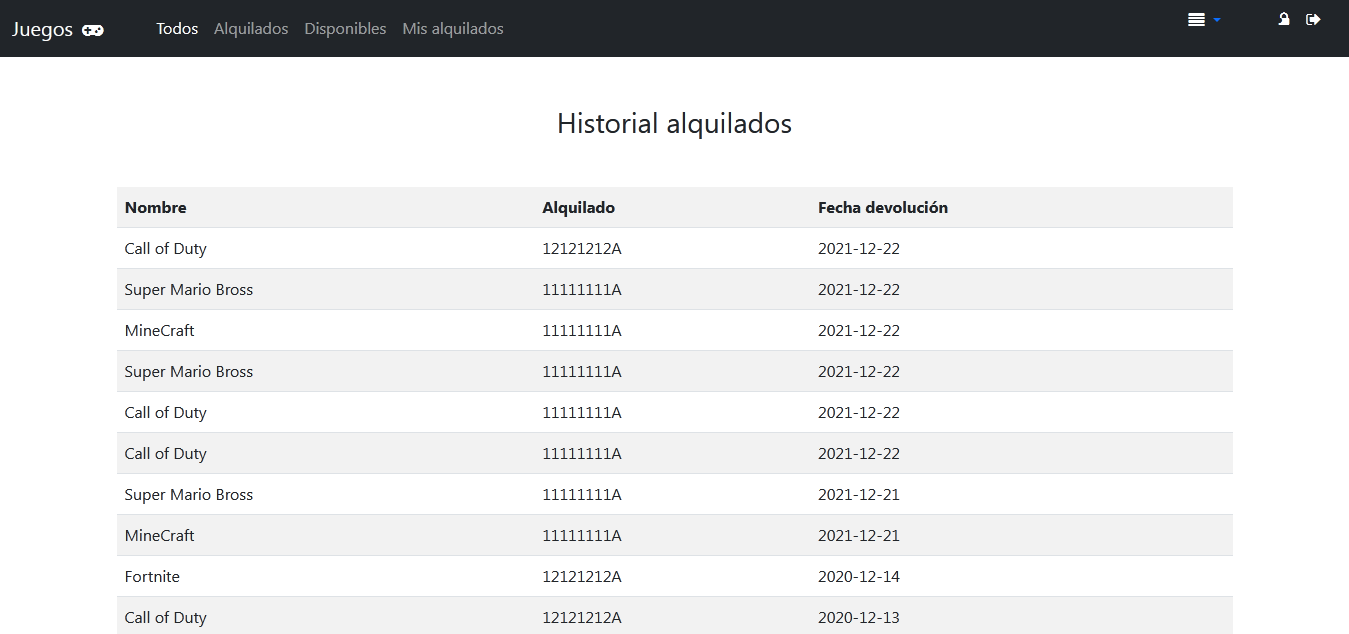 Juegos Todos Alquilados Disponibles Mis alquilados
Historial alquilados
Nombre Alquilado Fecha devolución
Call of Duty 12121212A 2021-12-22
Super Mario Bross 11111111A 2021-12-22
MineCraft 11111111A 2021-12-22
Super Mario Bross 11111111A 2021-12-22
Call of Duty 11111111A 2021-12-22
Call of Duty 11111111A 2021-12-22
Super Mario Bross 11111111A 2021-12-21
MineCraft 11111111A 2021-12-21
Fortnite 12121212A 2020-12-14
Call of Duty 12121212A 2020-12-13